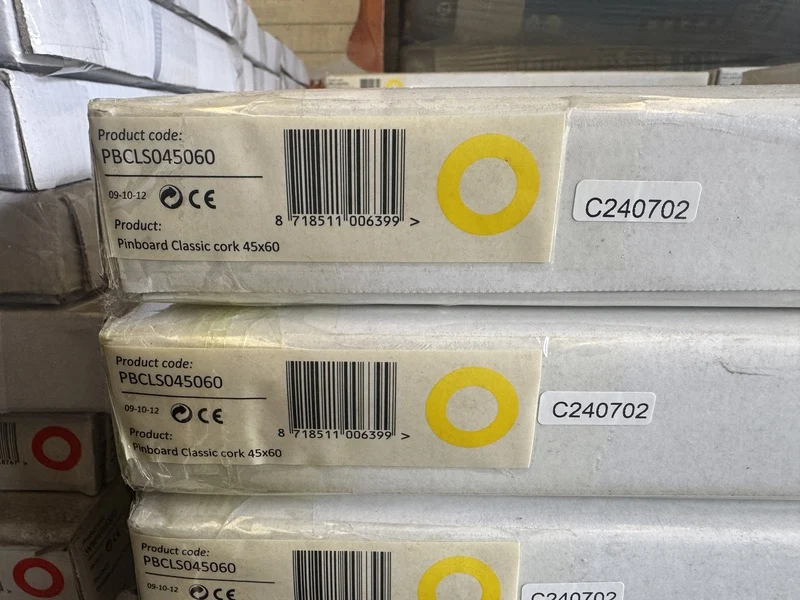 Product code:
PBCLS045060
09-10-12 CE
Product:
Pinboard Classic cork 45x60
8 718511 006399 >
C240702
Product code:
PBCLS045060
09-10-12 CE
Product:
Pinboard Classic cork 45x60
8 718511 006399 >
C240702
Product code:
PBCLS045060
09-10-12 CE
C240702